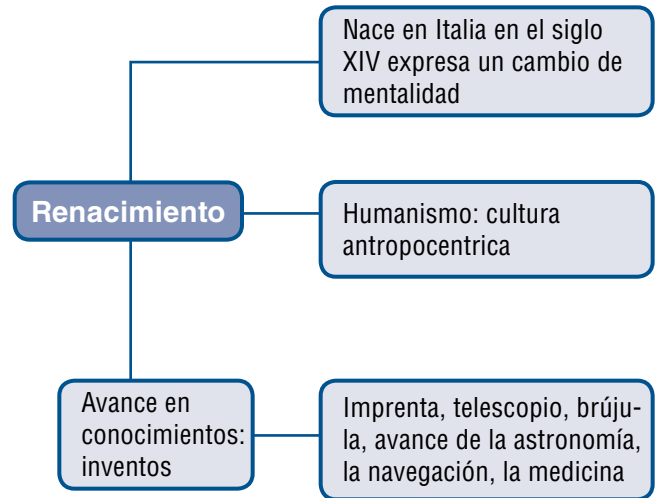 Nace en Italia en el siglo
XIV expresa un cambio de
mentalidad
Renacimiento
Humanismo: cultura
antropocentrica
Avance en
conocimientos:
inventos
Imprenta, telescopio, brúju-
la, avance de la astronomía,
la navegación, la medicina